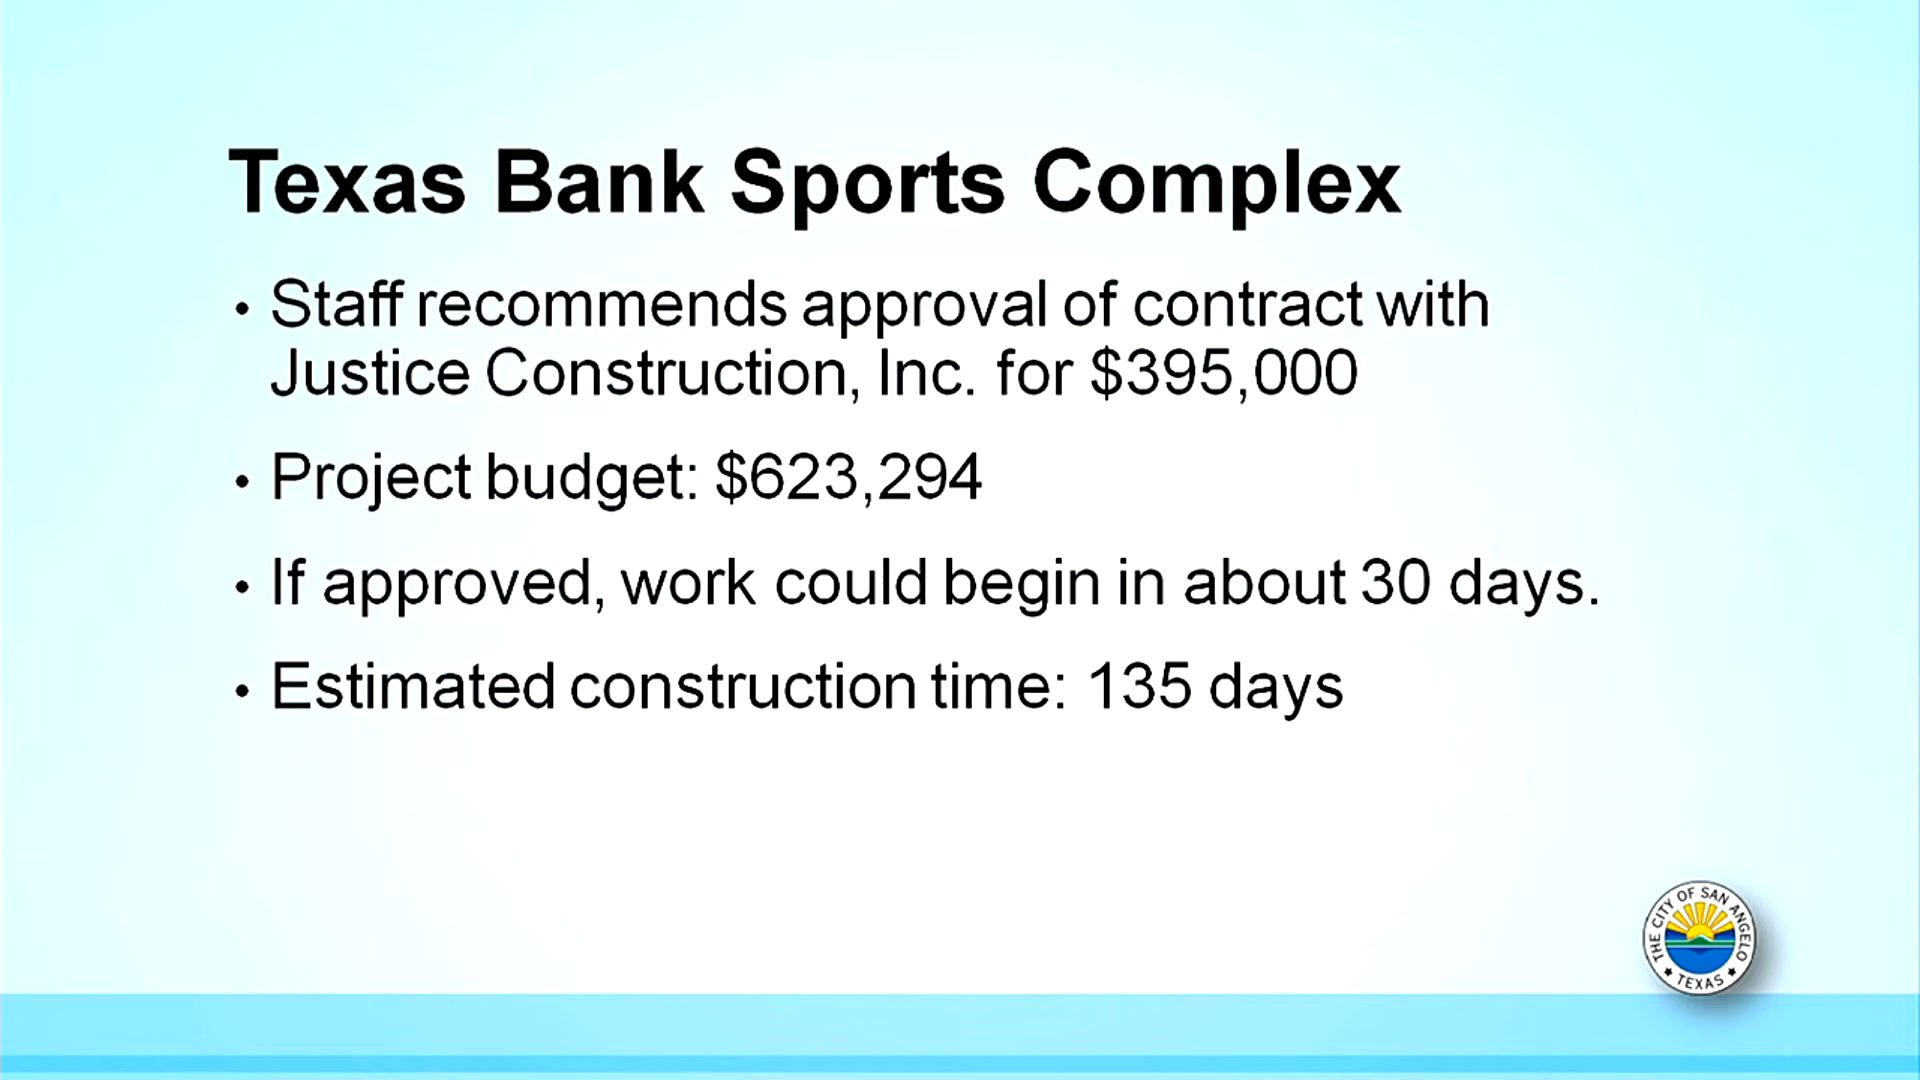 Texas Bank Sports Complex
• Staff recommends approval of contract with
Justice Construction, Inc. for $395,000
• Project budget: $623,294
• If approved, work could begin in about 30 days.
• Estimated construction time: 135 days
THE CITY OF SAN ANGELO
★ TEXAS ★